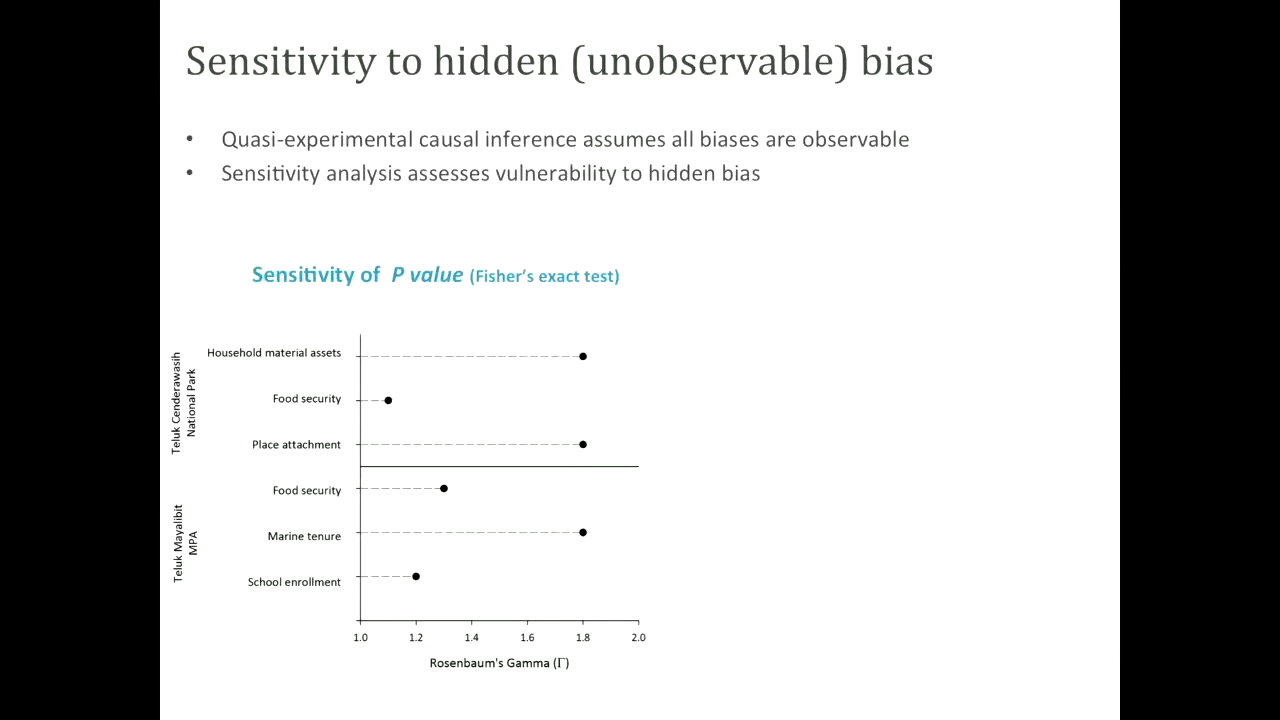 Sensitivity to hidden (unobservable) bias
• Quasi-experimental causal inference assumes all biases are observable
• Sensitivity analysis assesses vulnerability to hidden bias
Sensitivity of P value (Fisher's exact test)
Teluk Cenderawasih
National Park
Household material assets
Food security
Place attachment
Teluk Mayalibit
MPA
Food security
Marine tenure
School enrollment
1.0 1.2 1.4 1.6 1.8 2.0
Rosenbaum's Gamma (Γ)